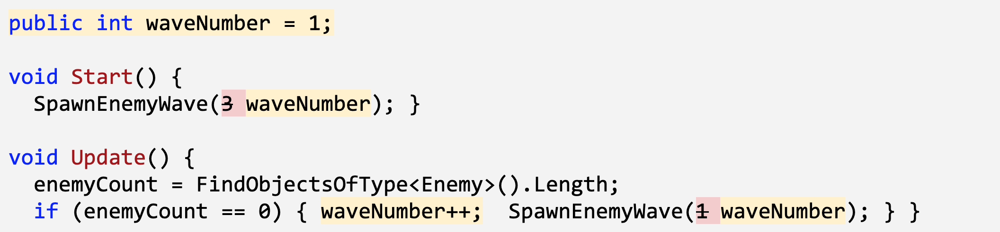 public int waveNumber = 1;
void Start() {
SpawnEnemyWave(3 waveNumber); }
void Update() {
enemyCount = FindObjectsOfType<Enemy>().Length;
if (enemyCount == 0) { waveNumber++;  SpawnEnemyWave(1 waveNumber); } }